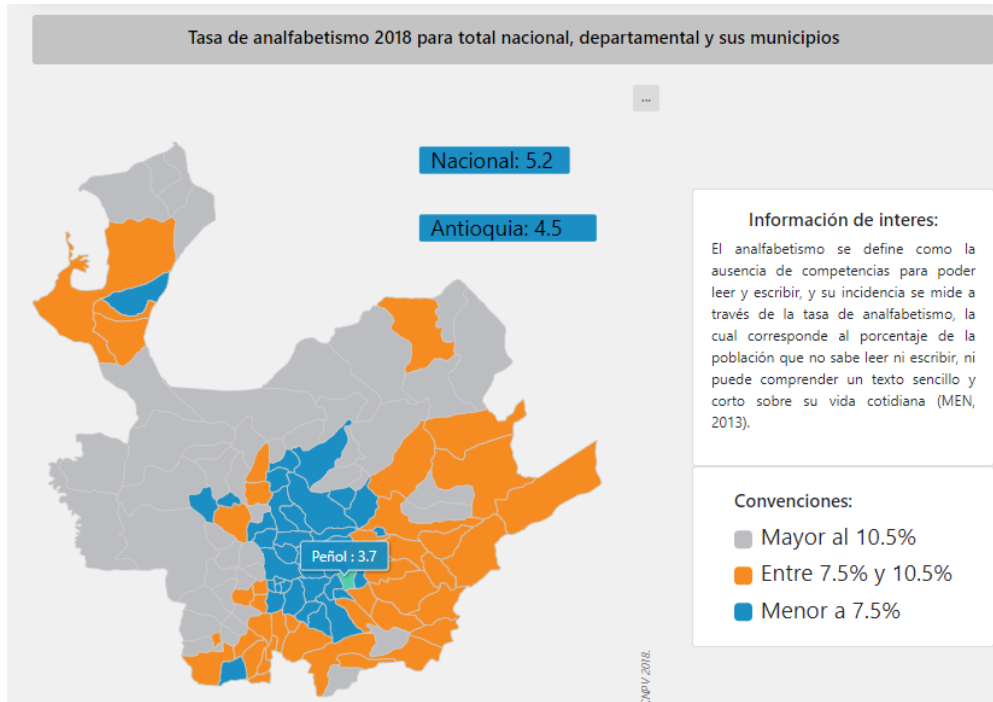 Tasa de analfabetismo 2018 para total nacional, departamental y sus municipios
...
Nacional: 5.2
Antioquia: 4.5
Peñol : 3.7
Información de interes:
El analfabetismo se define como la
ausencia de competencias para poder
leer y escribir, y su incidencia se mide a
través de la tasa de analfabetismo, la
cual corresponde al porcentaje de la
población que no sabe leer ni escribir, ni
puede comprender un texto sencillo y
corto sobre su vida cotidiana (MEN,
2013).
Convenciones:
Mayor al 10.5%
Entre 7.5% y 10.5%
Menor a 7.5%
CNPV 2018.